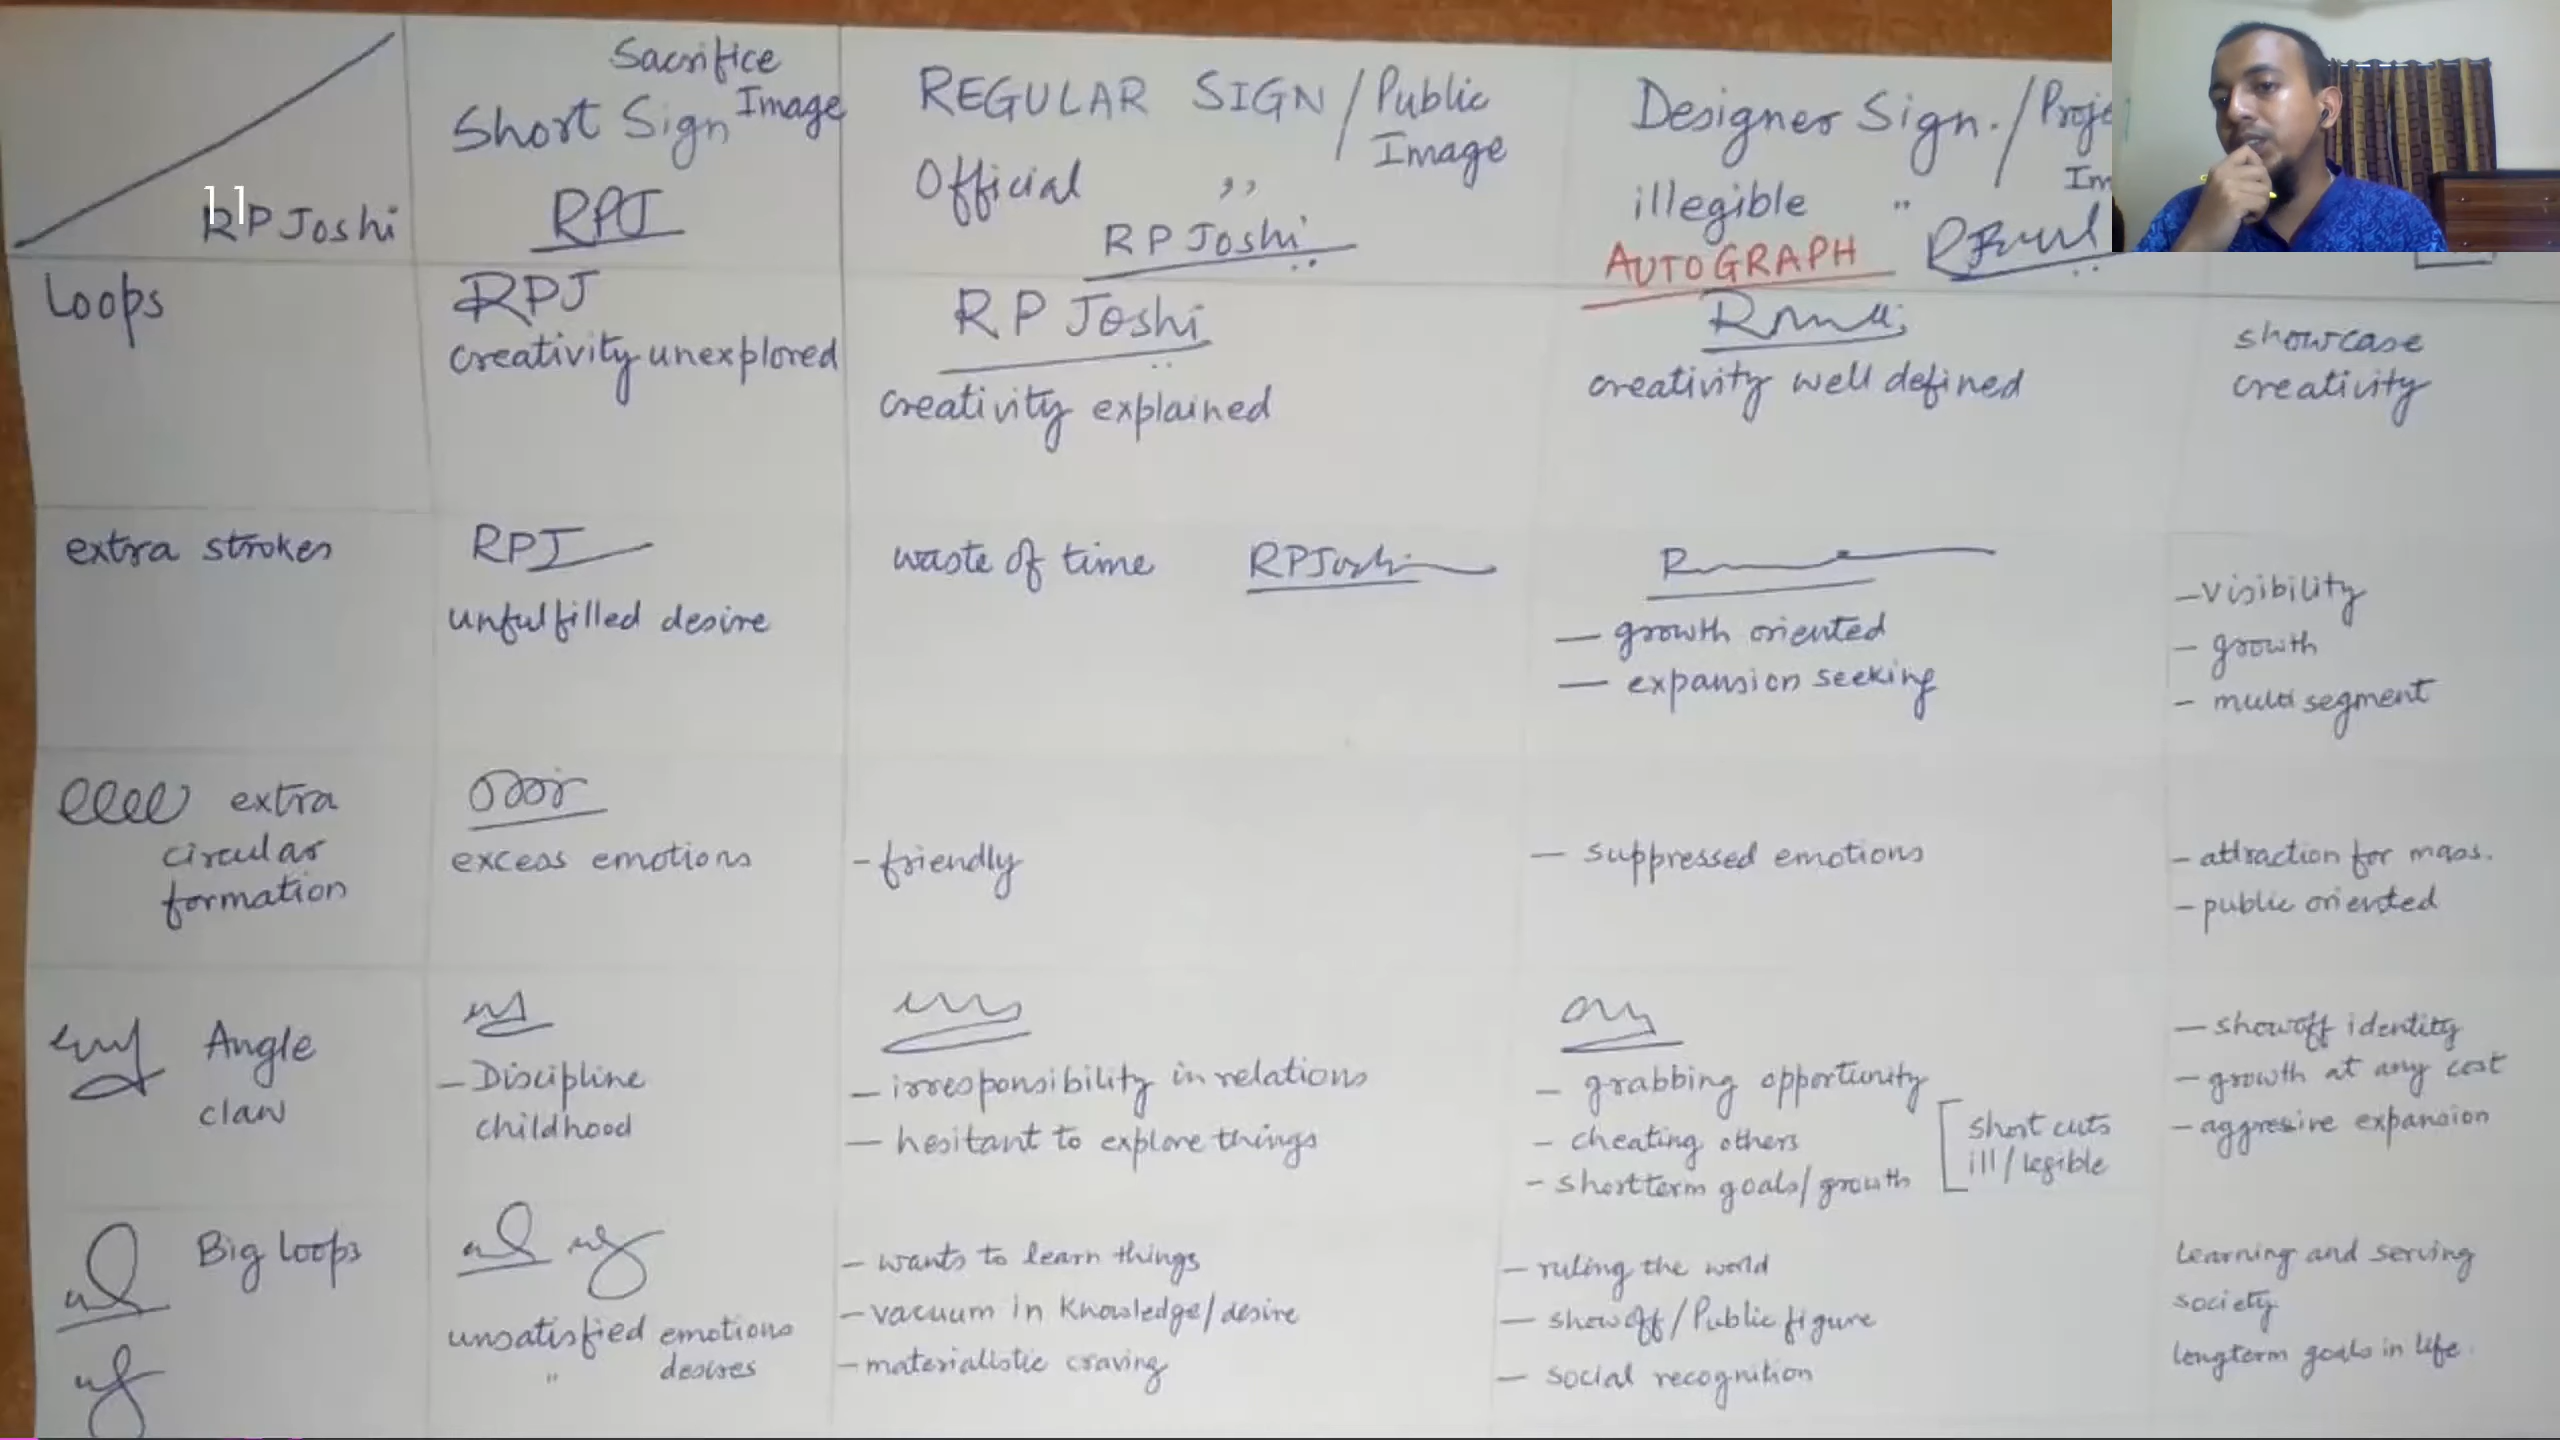 Sacrifice
Short Sign Image
REGULAR SIGN / Public
Image
Official ,,
Designer Sign. /
illegible "
AUTOGRAPH
11
RPJoshi
RPJ
RPJoshi
Loops
RPJ
creativity unexplored
RPJoshi
creativity explained
creativity well defined
showcase
creativity
extra strokes
RPJ
unfulfilled desire
waste of time RPJoshi
— growth oriented
— expansion seeking
– visibility
– growth
– multi segment
extra
circular
formation
excess emotions
– friendly
— suppressed emotions
– attraction for mass.
– public oriented
Angle
claw
– Discipline
childhood
– irresponsibility in relations
— hesitant to explore things
– grabbing opportunity
– cheating others
– shortterm goals/growth
short cuts
ill/legible
– showoff identity
– growth at any cost
– aggresive expansion
Big loops
unsatisfied emotions
" desires
– wants to learn things
– vacuum in knowledge/desire
– materialistic craving
– ruling the world
– showoff/Public figure
– social recognition
learning and serving
society
longterm goals in life.